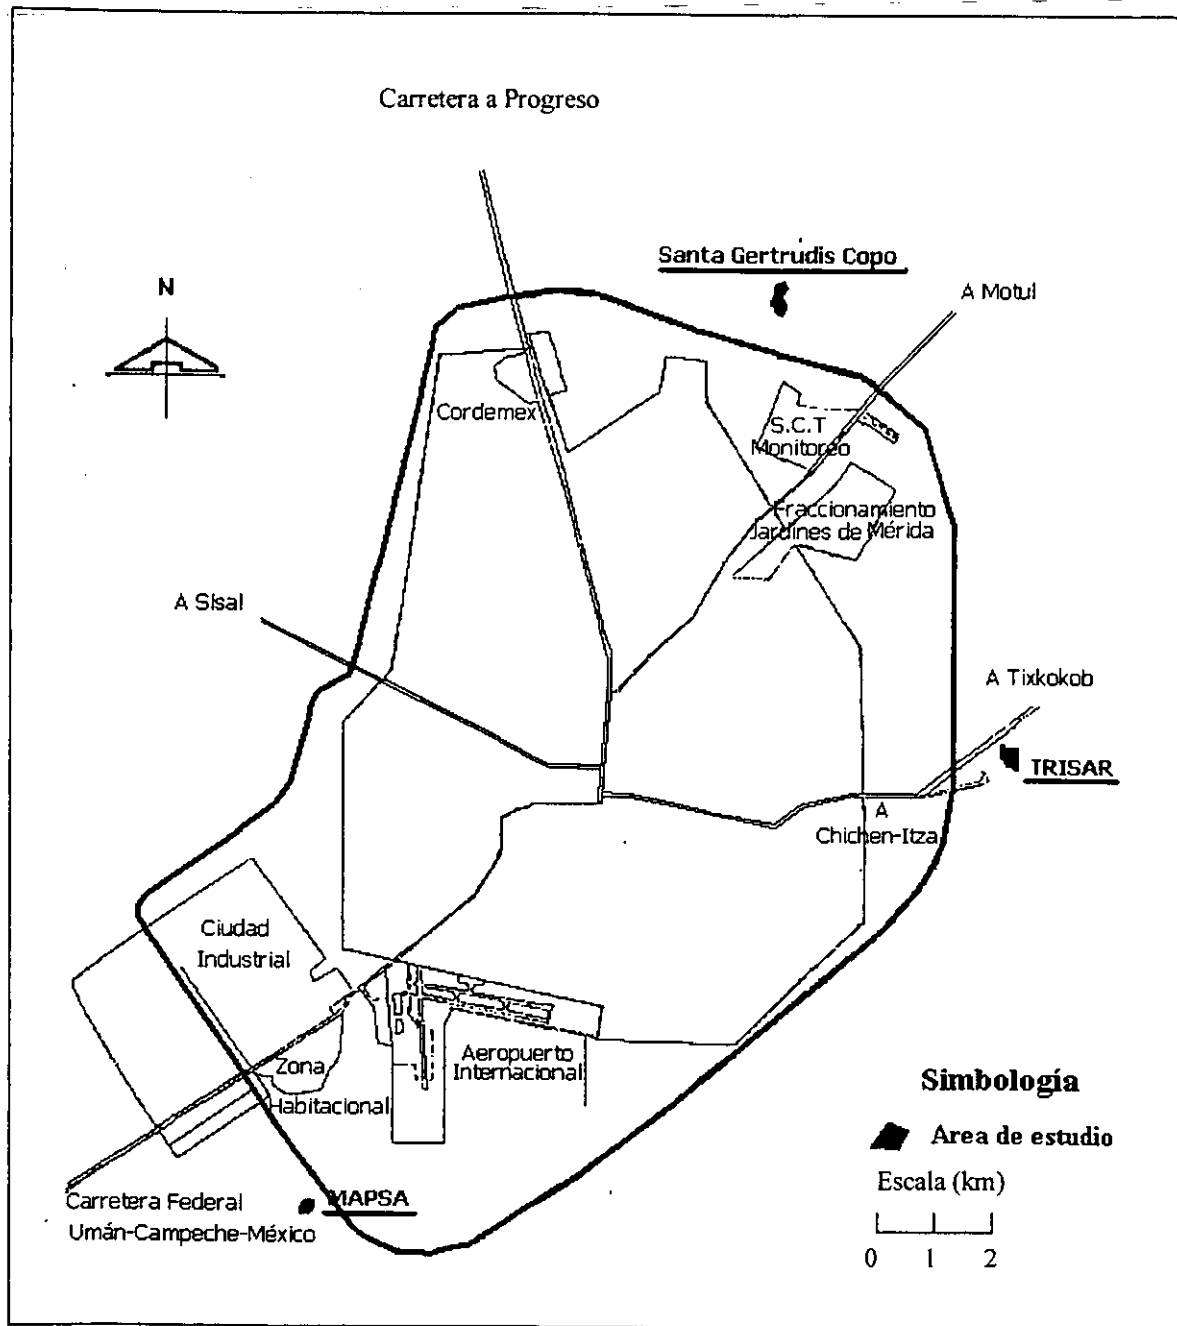 Carretera a Progreso
Santa Gertrudis Copo
N
A Motul
Cordemex
S.C.T
Monitoreo
Fraccionamiento
Jardines de Mérida
A Sisal
A Tixkokob
TRISAR
A
Chichen-Itza
Ciudad
Industrial
Zona
Habitacional
Aeropuerto
Internacional
Simbología
Area de estudio
Escala (km)
0 1 2
MAPSA
Carretera Federal
Umán-Campeche-México